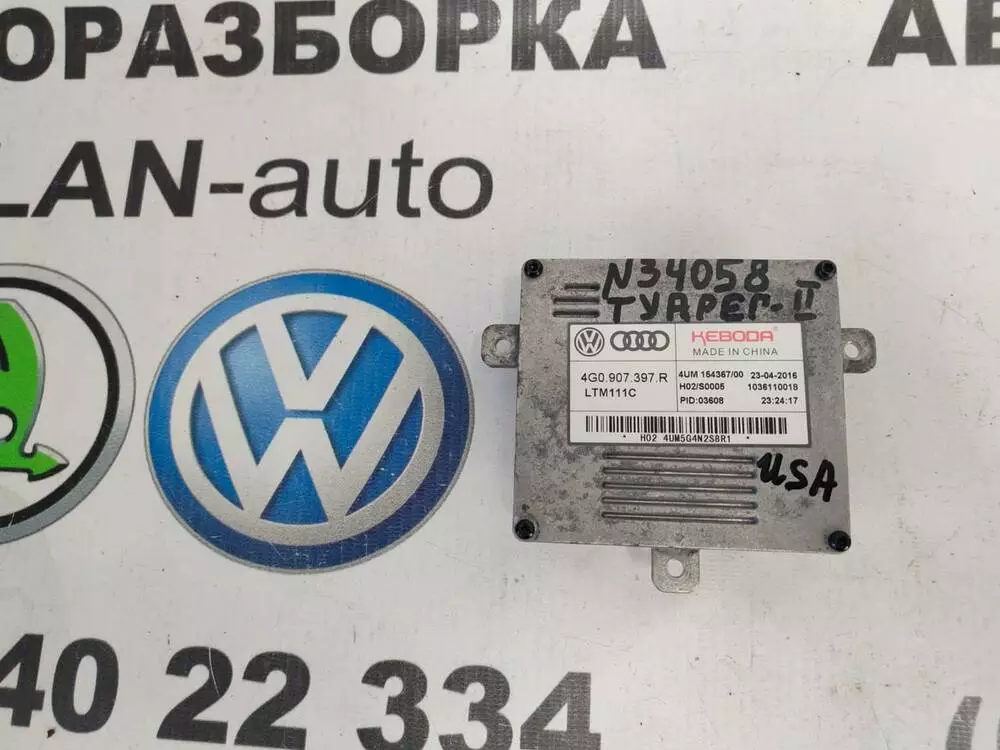 ОРАЗБОРКА АВ
LAN-auto
40 22 334
N34058
ТУАРЕГ-II
KEBODA
MADE IN CHINA
4G0.907.397.R
LTM111C
4UM 164367/00 23-04-2016
H02/S0005 1036110018
PID:03608 23:24:17
* H02 4UM5G4N2S8R1 *
USA